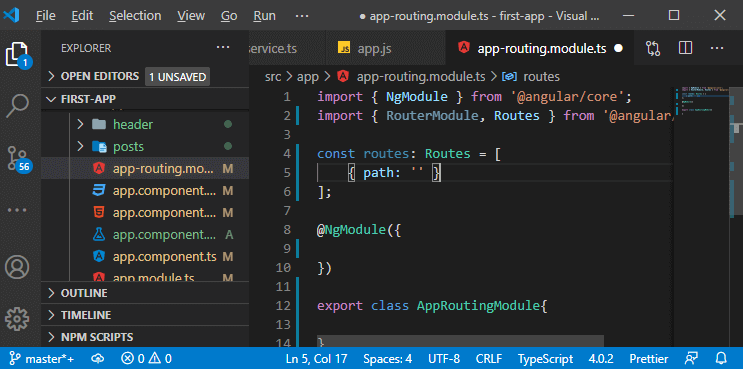 File Edit View Go Run ··· ● app-routing.module.ts - first-app - Visual ...
EXPLORER ···
service.ts JS app.js app-routing.module.ts ● ···
OPEN EDITORS 1 UNSAVED
src > app > app-routing.module.ts > routes
FIRST-APP
header
posts
app-routing.mo... M
app.component.... M
app.component.... M
app.component.... A
app.component.ts M
app.module.ts M
OUTLINE
TIMELINE
NPM SCRIPTS
1
56
1 import { NgModule } from '@angular/core';
2 import { RouterModule, Routes } from '@angular/
3
4 const routes: Routes = [
5 { path: '' }
6 ];
7
8 @NgModule({
9
10 })
11
12 export class AppRoutingModule{
13
14 }
master*+ 0 0 Ln 5, Col 17 Spaces: 4 UTF-8 CRLF TypeScript 4.0.2 Prettier